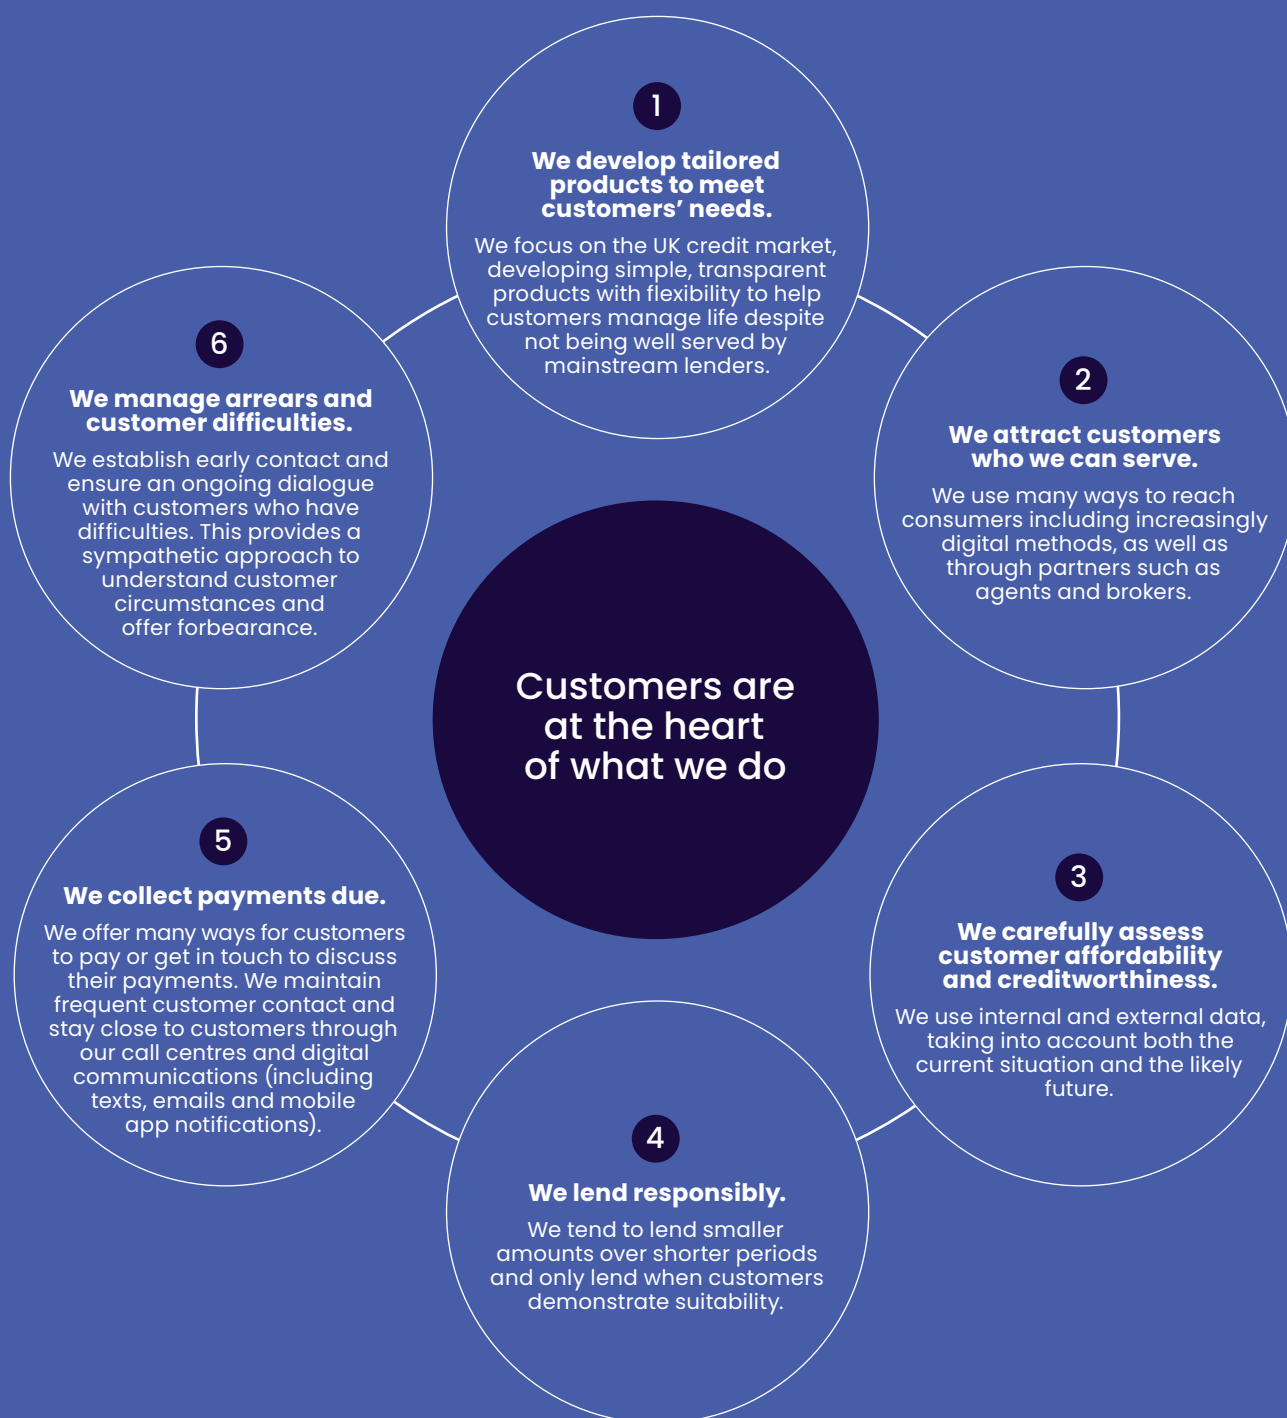 1
We develop tailored
products to meet
customers’ needs.
We focus on the UK credit market,
developing simple, transparent
products with flexibility to help
customers manage life despite
not being well served by
mainstream lenders.
2
We attract customers
who we can serve.
We use many ways to reach
consumers including increasingly
digital methods, as well as
through partners such as
agents and brokers.
3
We carefully assess
customer affordability
and creditworthiness.
We use internal and external data,
taking into account both the
current situation and the likely
future.
4
We lend responsibly.
We tend to lend smaller
amounts over shorter periods
and only lend when customers
demonstrate suitability.
5
We collect payments due.
We offer many ways for customers
to pay or get in touch to discuss
their payments. We maintain
frequent customer contact and
stay close to customers through
our call centres and digital
communications (including
texts, emails and mobile
app notifications).
6
We manage arrears and
customer difficulties.
We establish early contact and
ensure an ongoing dialogue
with customers who have
difficulties. This provides a
sympathetic approach to
understand customer
circumstances and
offer forbearance.
Customers are
at the heart
of what we do